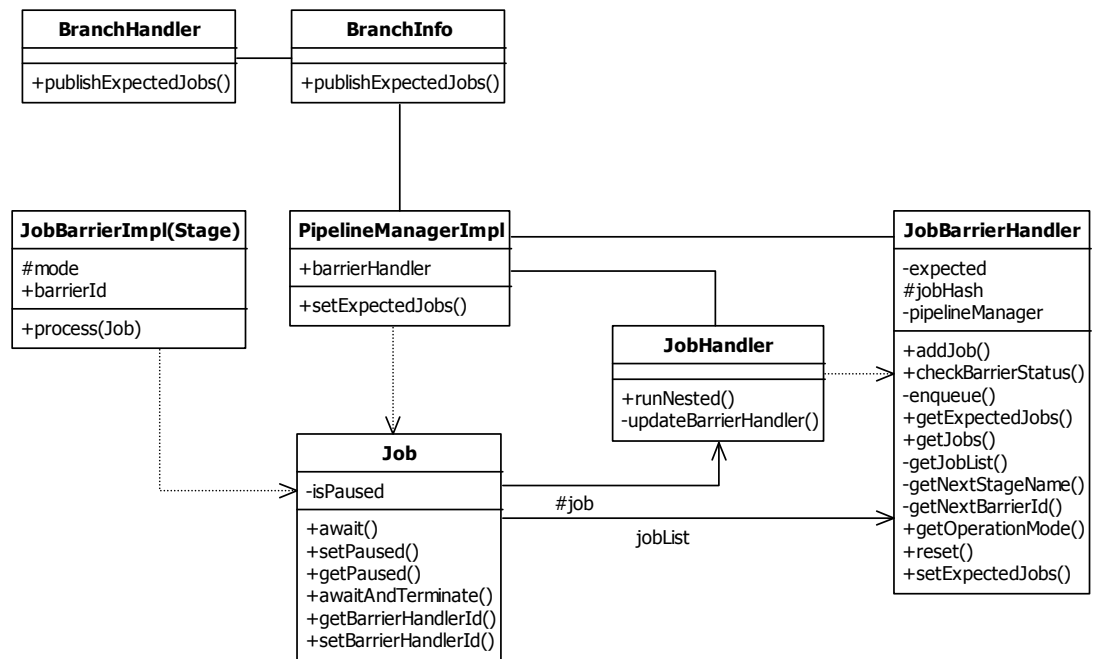 BranchHandler
+publishExpectedJobs()
BranchInfo
+publishExpectedJobs()
JobBarrierImpl(Stage)
#mode
+barrierId
+process(Job)
PipelineManagerImpl
+barrierHandler
+setExpectedJobs()
JobBarrierHandler
-expected
#jobHash
-pipelineManager
+addJob()
+checkBarrierStatus()
-enqueue()
+getExpectedJobs()
+getJobs()
-getJobList()
-getNextStageName()
-getNextBarrierId()
+getOperationMode()
+reset()
+setExpectedJobs()
JobHandler
+runNested()
-updateBarrierHandler()
Job
-isPaused
+await()
+setPaused()
+getPaused()
+awaitAndTerminate()
+getBarrierHandlerId()
+setBarrierHandlerId()
#job
jobList